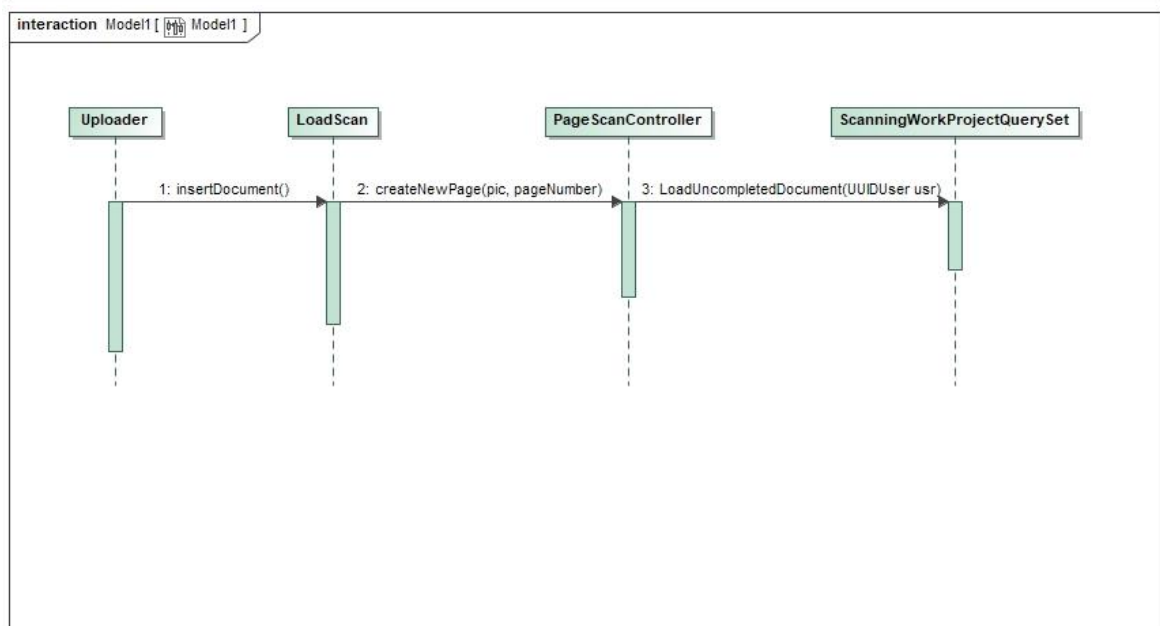 interaction Model1 [ Model1 ]
Uploader
LoadScan
PageScanController
ScanningWorkProjectQuerySet
1: insertDocument()
2: createNewPage(pic, pageNumber)
3: LoadUncompletedDocument(UUIDUser usr)